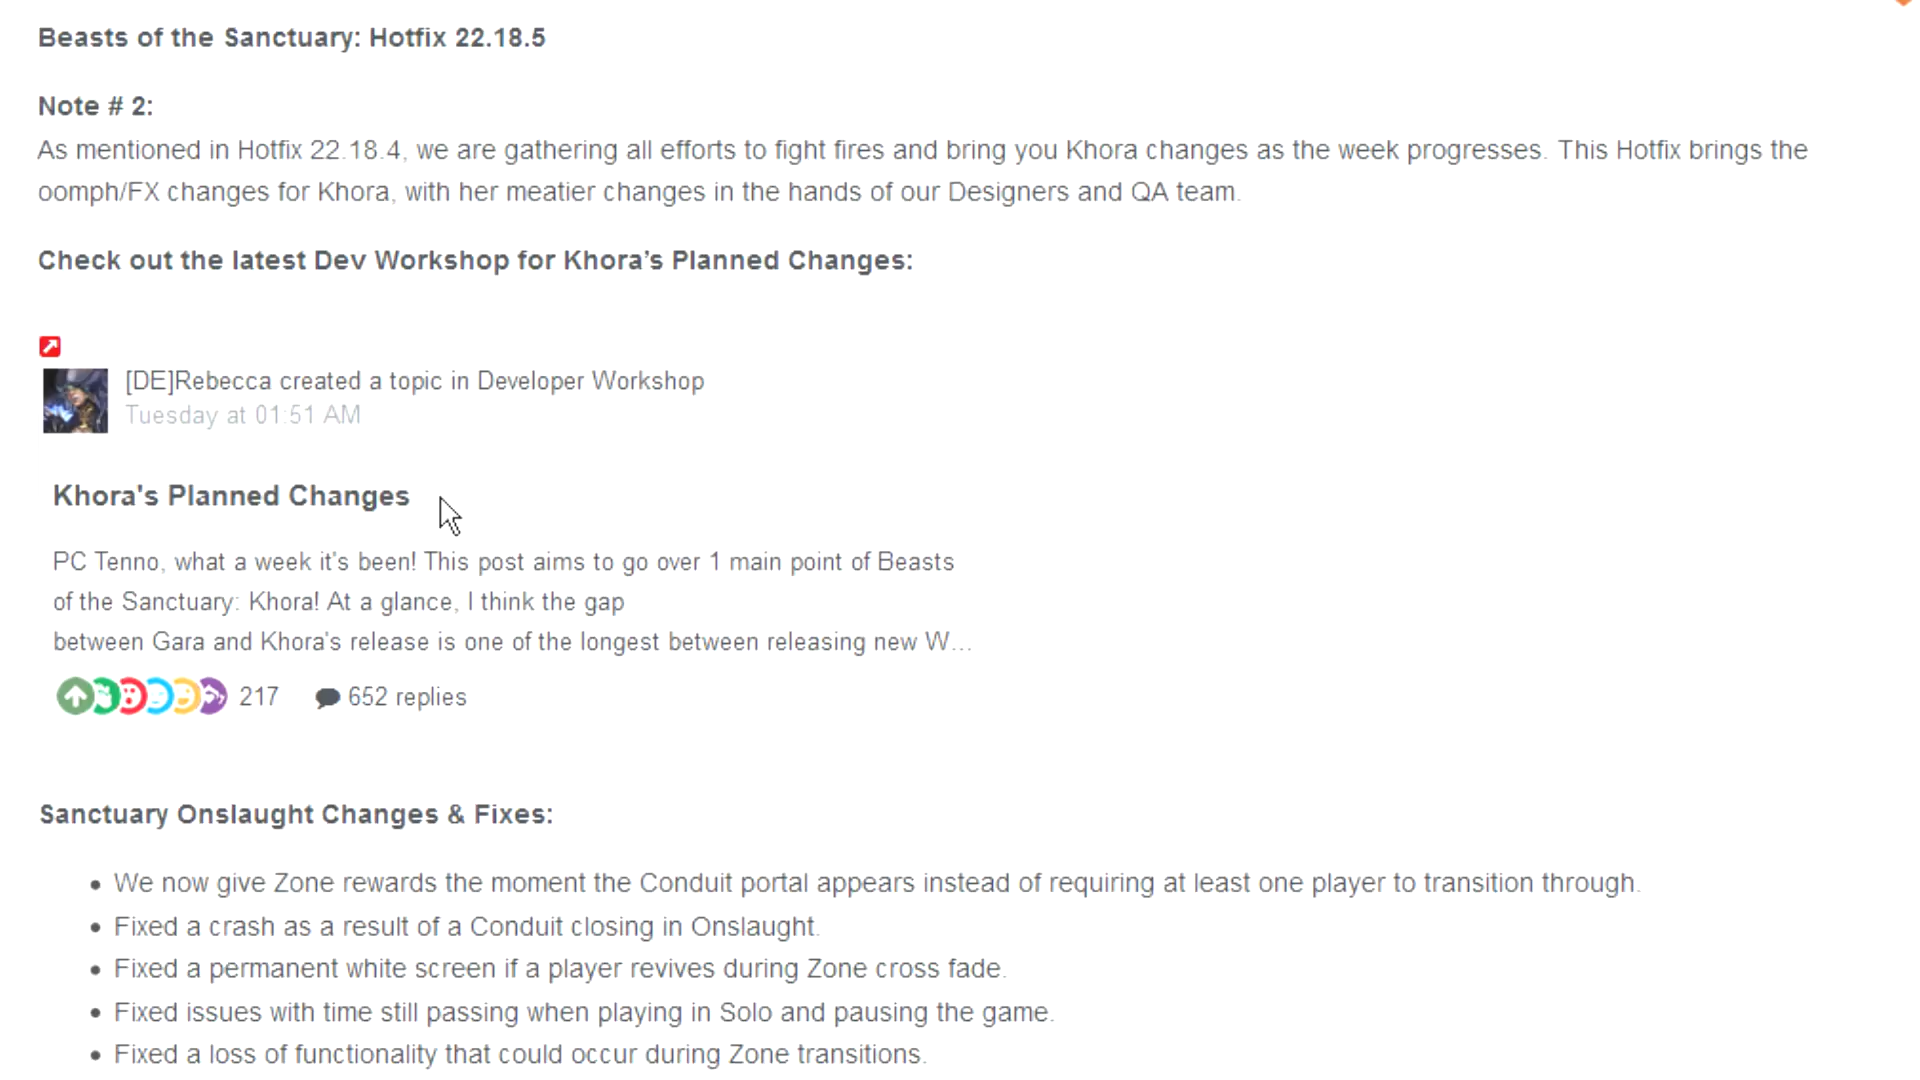 Beasts of the Sanctuary: Hotfix 22.18.5
Note # 2:
As mentioned in Hotfix 22.18.4, we are gathering all efforts to fight fires and bring you Khora changes as the week progresses. This Hotfix brings the
oomph/FX changes for Khora, with her meatier changes in the hands of our Designers and QA team.
Check out the latest Dev Workshop for Khora’s Planned Changes:
[DE]Rebecca created a topic in Developer Workshop
Tuesday at 01:51 AM
Khora's Planned Changes
PC Tenno, what a week it's been! This post aims to go over 1 main point of Beasts
of the Sanctuary: Khora! At a glance, I think the gap
between Gara and Khora's release is one of the longest between releasing new W...
217 652 replies
Sanctuary Onslaught Changes & Fixes:
• We now give Zone rewards the moment the Conduit portal appears instead of requiring at least one player to transition through.
• Fixed a crash as a result of a Conduit closing in Onslaught.
• Fixed a permanent white screen if a player revives during Zone cross fade.
• Fixed issues with time still passing when playing in Solo and pausing the game.
• Fixed a loss of functionality that could occur during Zone transitions.